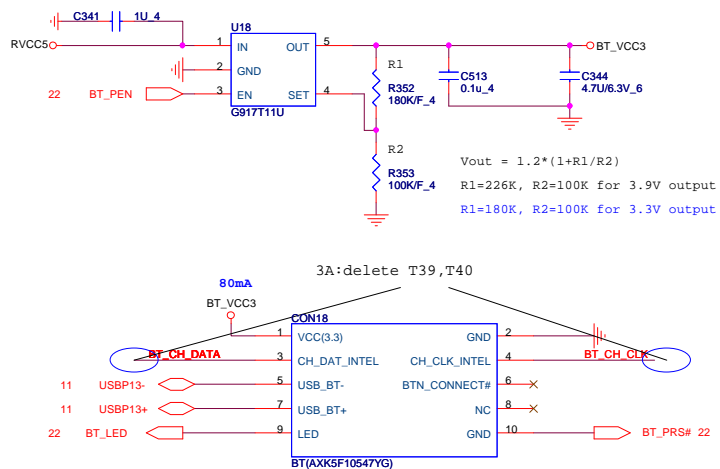 C341 1U_4
U18
RVCC5 1 IN OUT 5 BT_VCC3
2 GND
22 BT_PEN 3 EN SET 4
G917T11U
R1
R352
180K/F_4
C513
0.1u_4
C344
4.7U/6.3V_6
R2
R353
100K/F_4
Vout = 1.2*(1+R1/R2)
R1=226K, R2=100K for 3.9V output
R1=180K, R2=100K for 3.3V output
3A:delete T39,T40
80mA
BT_VCC3
CON18
1 VCC(3.3) GND 2
BT_CH_DATA 3 CH_DAT_INTEL CH_CLK_INTEL 4 BT_CH_CLK
11 USBP13- 5 USB_BT- BTN_CONNECT# 6
11 USBP13+ 7 USB_BT+ NC 8
22 BT_LED 9 LED GND 10 BT_PRS# 22
BT(AXK5F10547YG)